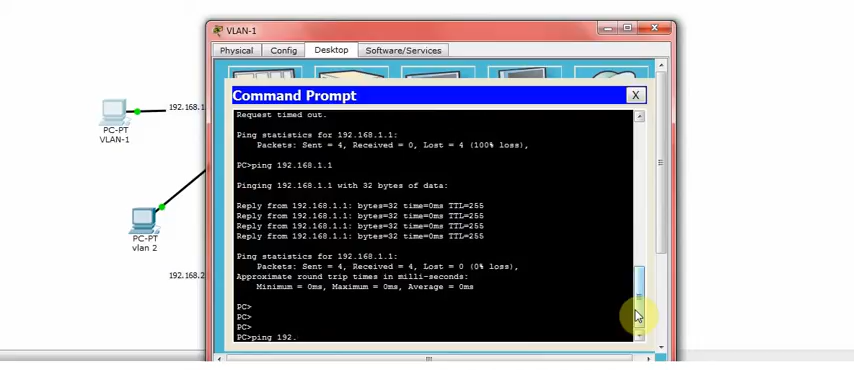 VLAN-1
Physical Config Desktop Software/Services
Command Prompt X
Request timed out.
Ping statistics for 192.168.1.1:
Packets: Sent = 4, Received = 0, Lost = 4 (100% loss),
PC>ping 192.168.1.1
Pinging 192.168.1.1 with 32 bytes of data:
Reply from 192.168.1.1: bytes=32 time=0ms TTL=255
Reply from 192.168.1.1: bytes=32 time=0ms TTL=255
Reply from 192.168.1.1: bytes=32 time=0ms TTL=255
Reply from 192.168.1.1: bytes=32 time=0ms TTL=255
Ping statistics for 192.168.1.1:
Packets: Sent = 4, Received = 4, Lost = 0 (0% loss),
Approximate round trip times in milli-seconds:
Minimum = 0ms, Maximum = 0ms, Average = 0ms
PC>
PC>
PC>
PC>ping 192.
192.168.1
PC-PT
VLAN-1
PC-PT
vlan 2
192.168.2